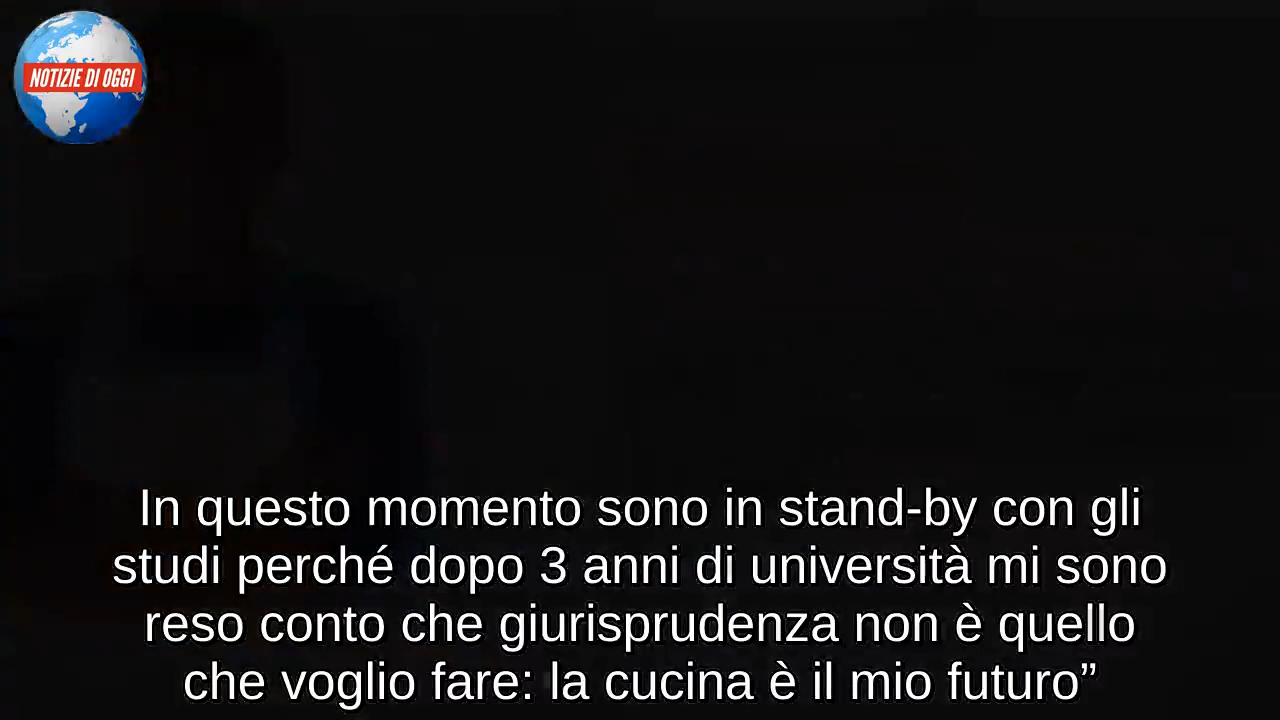 NOTIZIE DI OGGI
In questo momento sono in stand-by con gli
studi perché dopo 3 anni di università mi sono
reso conto che giurisprudenza non è quello
che voglio fare: la cucina è il mio futuro”